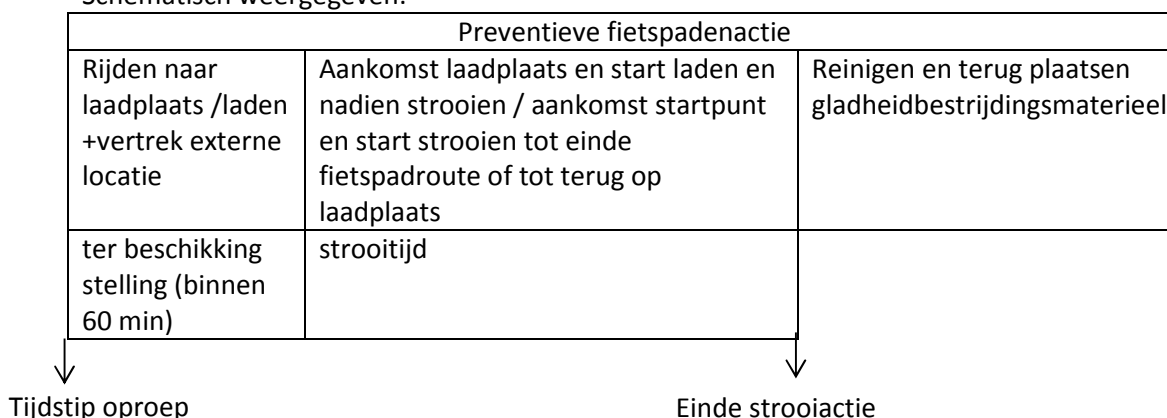 Schematisch weergegeven:
Preventieve fietspadenactie
Rijden naar
laadplaats /laden
+vertrek externe
locatie
Aankomst laadplaats en start laden en
nadien strooien / aankomst startpunt
en start strooien tot einde
fietspadroute of tot terug op
laadplaats
Reinigen en terug plaatsen
gladheidbestrijdingsmaterieel
ter beschikking
stelling (binnen
60 min)
strooitijd
Tijdstip oproep
Einde strooiactie